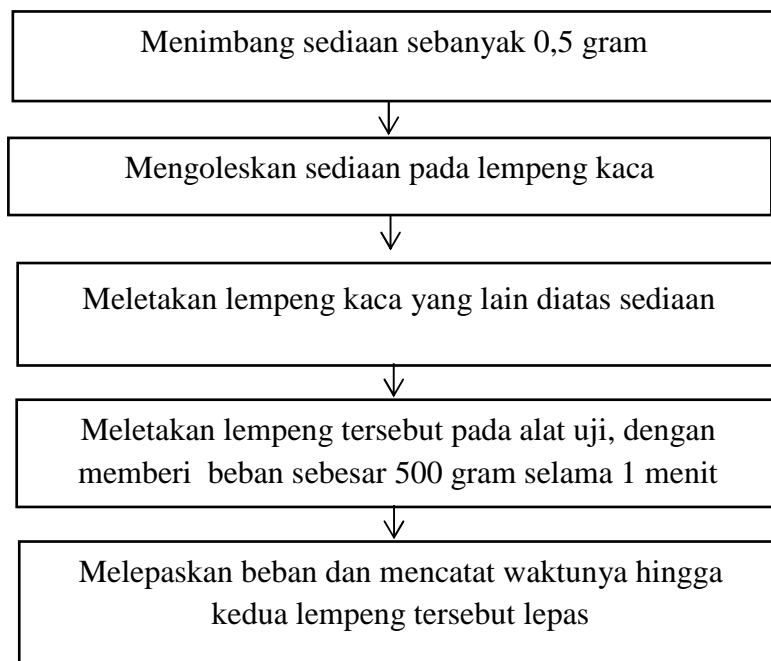 Menimbang sediaan sebanyak 0,5 gram
Mengoleskan sediaan pada lempeng kaca
Meletakan lempeng kaca yang lain diatas sediaan
Meletakan lempeng tersebut pada alat uji, dengan
memberi beban sebesar 500 gram selama 1 menit
Melepaskan beban dan mencatat waktunya hingga
kedua lempeng tersebut lepas